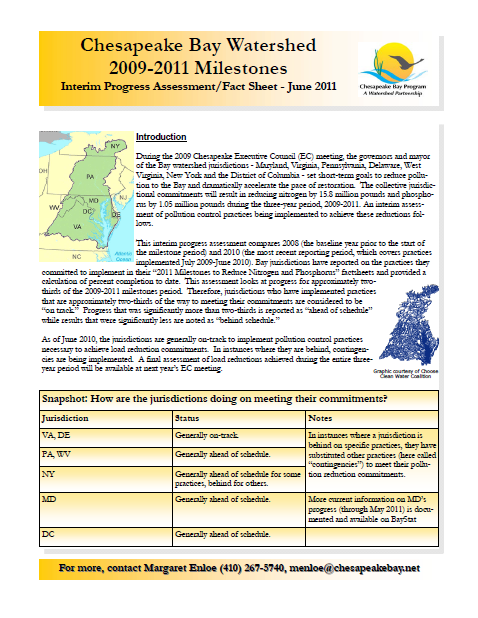 Chesapeake Bay Watershed
2009-2011 Milestones
Interim Progress Assessment/Fact Sheet - June 2011
Chesapeake Bay Program
A Watershed Partnership
NY
OH
PA
NJ
MD
WV
DC
DE
VA
Atlantic
Ocean
NC
Introduction
During the 2009 Chesapeake Executive Council (EC) meeting, the governors and mayor
of the Bay watershed jurisdictions - Maryland, Virginia, Pennsylvania, Delaware, West
Virginia, New York and the District of Columbia - set short-term goals to reduce pollu-
tion to the Bay and dramatically accelerate the pace of restoration. The collective jurisdic-
tional commitments will result in reducing nitrogen by 15.8 million pounds and phospho-
rus by 1.05 million pounds during the three-year period, 2009-2011. An interim assess-
ment of pollution control practices being implemented to achieve these reductions fol-
lows.
This interim progress assessment compares 2008 (the baseline year prior to the start of
the milestone period) and 2010 (the most recent reporting period, which covers practices
implemented July 2009-June 2010). Bay jurisdictions have reported on the practices they
committed to implement in their “2011 Milestones to Reduce Nitrogen and Phosphorus” factsheets and provided a
calculation of percent completion to date. This assessment looks at progress for approximately two-
thirds of the 2009-2011 milestones period. Therefore, jurisdictions who have implemented practices
that are approximately two-thirds of the way to meeting their commitments are considered to be
“on track.” Progress that was significantly more than two-thirds is reported as “ahead of schedule”
while results that were significantly less are noted as “behind schedule.”
As of June 2010, the jurisdictions are generally on-track to implement pollution control practices
necessary to achieve load reduction commitments. In instances where they are behind, contingen-
cies are being implemented. A final assessment of load reductions achieved during the entire three-
year period will be available at next year’s EC meeting.
Graphic courtesy of Choose
Clean Water Coalition
Snapshot: How are the jurisdictions doing on meeting their commitments?
Jurisdiction
Status
Notes
VA, DE
Generally on-track.
In instances where a jurisdiction is
behind on specific practices, they have
substituted other practices (here called
“contingencies”) to meet their pollu-
tion reduction commitments.
PA, WV
Generally ahead of schedule.
NY
Generally ahead of schedule for some
practices, behind for others.
MD
Generally ahead of schedule.
More current information on MD’s
progress (through May 2011) is docu-
mented and available on BayStat
DC
Generally ahead of schedule.
For more, contact Margaret Enloe (410) 267-5740, menloe@chesapeakebay.net